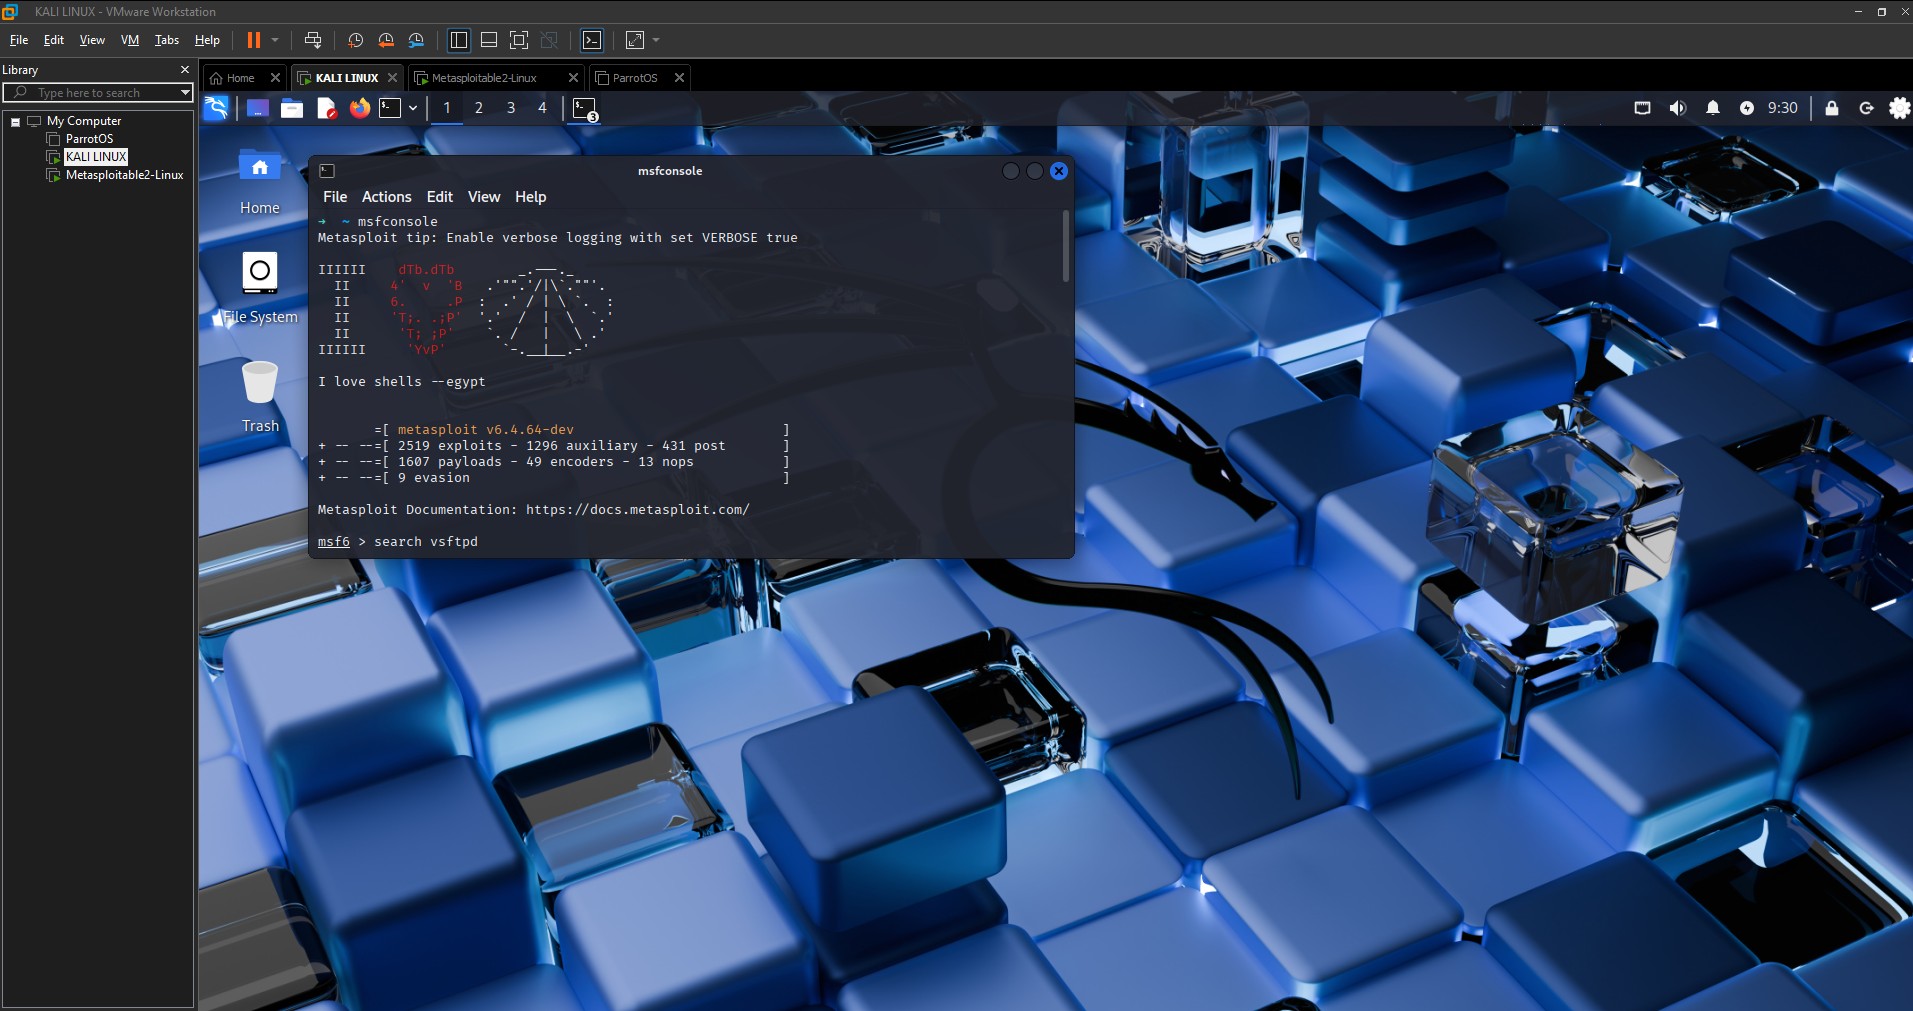 KALI LINUX - VMware Workstation
File Edit View VM Tabs Help
Library
Type here to search
My Computer
ParrotOS
KALI LINUX
Metasploitable2-Linux
Home KALI LINUX Metasploitable2-Linux ParrotOS
1 2 3 4 3 9:30
Home
File System
Trash
msfconsole
File Actions Edit View Help
→ ~ msfconsole
Metasploit tip: Enable verbose logging with set VERBOSE true
IIIIII    dTb.dTb        _.---._
  II     4'  v  'B   .'"".'/|\`.""'.
  II     6.     .P  :  .' / | \ `.  :
  II     'T;. .;P'  '.'  /  |  \  `.'
  II      'T; ;P'    `. /   |   \ .'
IIIIII     'YvP'       `-.__|__.-'
I love shells --egypt
       =[ metasploit v6.4.64-dev                          ]
+ -- --=[ 2519 exploits - 1296 auxiliary - 431 post       ]
+ -- --=[ 1607 payloads - 49 encoders - 13 nops           ]
+ -- --=[ 9 evasion                                       ]
Metasploit Documentation: https://docs.metasploit.com/
msf6 > search vsftpd